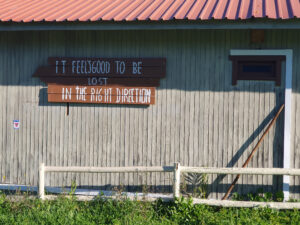 IT FEELS GOOD TO BE
LOST
IN THE RIGHT DIRECTION